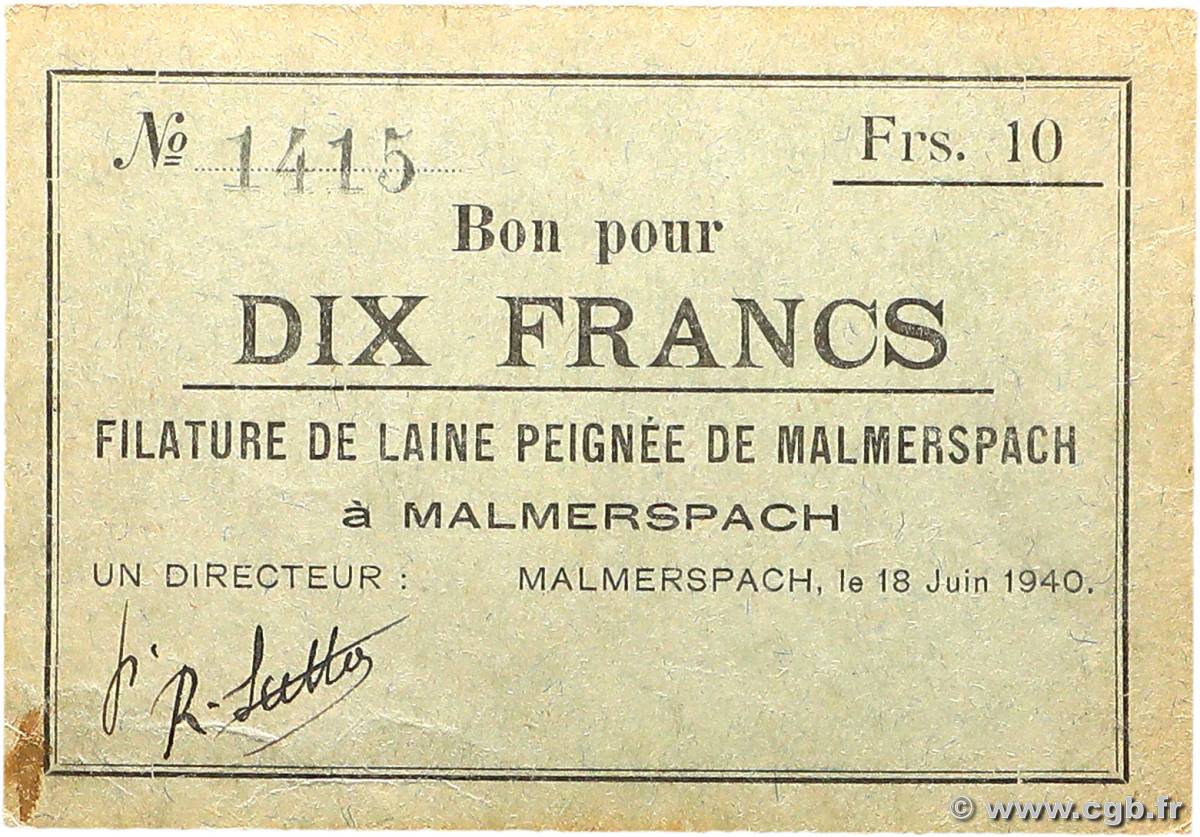 No 1415
Frs. 10
Bon pour
DIX FRANCS
FILATURE DE LAINE PEIGNÉE DE MALMERSPACH
à MALMERSPACH
UN DIRECTEUR : MALMERSPACH, le 18 Juin 1940.
© www.cgb.fr